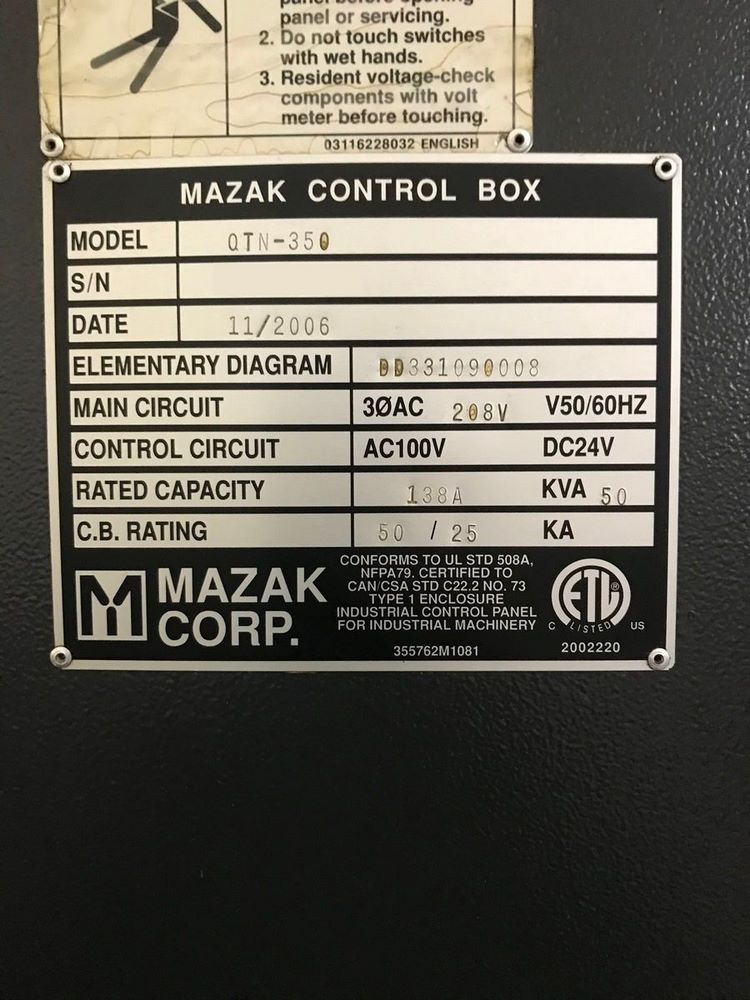 panel before opening
panel or servicing.
2. Do not touch switches
with wet hands.
3. Resident voltage-check
components with volt
meter before touching.
03116228032 ENGLISH
MAZAK CONTROL BOX
MODEL QTN-350
S/N
DATE 11/2006
ELEMENTARY DIAGRAM DD331090008
MAIN CIRCUIT 3ØAC 208V V50/60HZ
CONTROL CIRCUIT AC100V DC24V
RATED CAPACITY 138A KVA 50
C.B. RATING 50 / 25 KA
MAZAK
CORP.
CONFORMS TO UL STD 508A,
NFPA79. CERTIFIED TO
CAN/CSA STD C22.2 NO. 73
TYPE 1 ENCLOSURE
INDUSTRIAL CONTROL PANEL
FOR INDUSTRIAL MACHINERY
355762M1081
ETL
C LISTED US
2002220